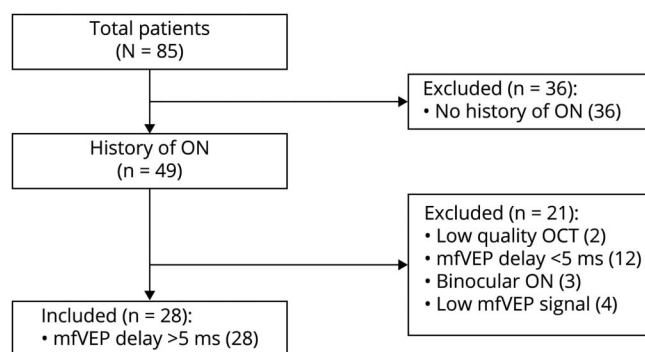 Total patients
(N = 85)
Excluded (n = 36):
• No history of ON (36)
History of ON
(n = 49)
Excluded (n = 21):
• Low quality OCT (2)
• mfVEP delay <5 ms (12)
• Binocular ON (3)
• Low mfVEP signal (4)
Included (n = 28):
• mfVEP delay >5 ms (28)